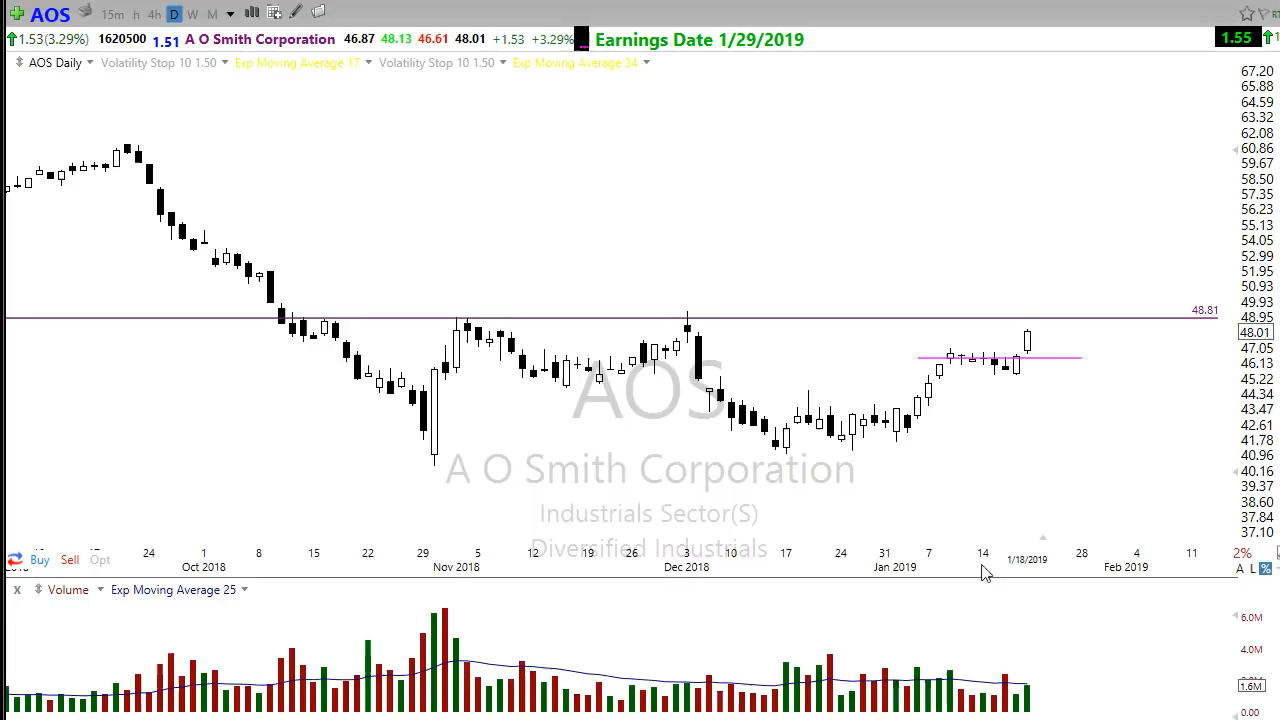 AOS 15m h 4h D W M
1.53(3.29%) 1620500 1.51 A O Smith Corporation 46.87 48.13 46.61 48.01 +1.53 +3.29% Earnings Date 1/29/2019 1.55
AOS Daily Volatility Stop 10 1.50 Exp Moving Average 17 Volatility Stop 10 1.50 Exp Moving Average 34
67.20
65.88
64.59
63.32
62.08
60.86
59.67
58.50
57.35
56.23
55.13
54.05
52.99
51.95
50.93
49.93
48.81
48.95
48.01
47.05
46.13
45.22
44.34
43.47
42.61
41.78
40.96
40.16
39.37
38.60
37.84
37.10
AOS
A O Smith Corporation
Industrials Sector(S)
Diversified Industrials
24 1 8 15 22 29 5 12 19 26 3 10 17 24 31 7 14 1/18/2019 28 4 11 2%
Buy Sell Opt
Oct 2018 Nov 2018 Dec 2018 Jan 2019 Feb 2019 A L %
X Volume Exp Moving Average 25
6.0M
4.0M
1.6M
0.00